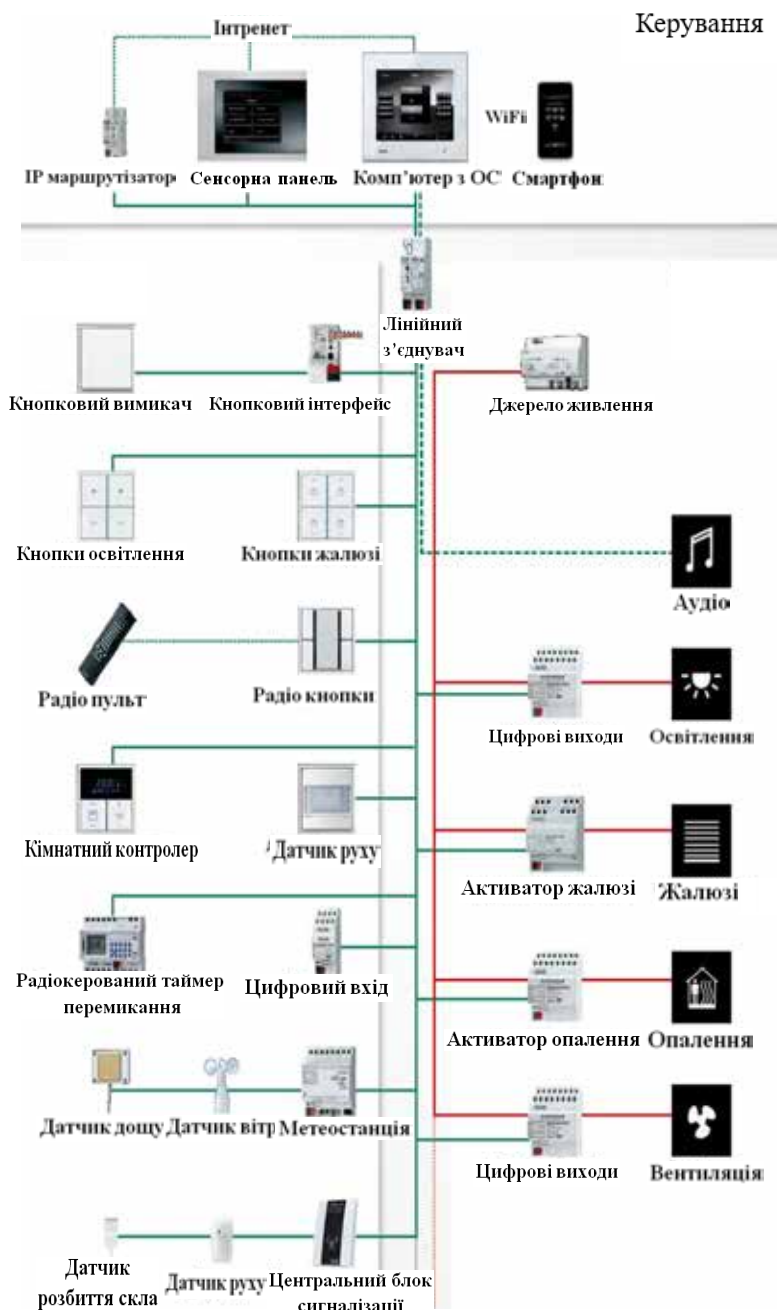 Керування
Інтренет
WiFi
IP маршрутізатор
Сенсорна панель
Комп’ютер з ОС
Смартфон
Лінійний
з’єднувач
Кнопковий вимикач
Кнопковий інтерфейс
Джерело живлення
Кнопки освітлення
Кнопки жалюзі
Аудіо
Радіо пульт
Радіо кнопки
Цифрові виходи
Освітлення
Кімнатний контролер
Датчик руху
Активатор жалюзі
Жалюзі
Радіокерований таймер
перемикання
Цифровий вхід
Активатор опалення
Опалення
Датчик дощу
Датчик вітр
Метеостанція
Цифрові виходи
Вентиляція
Датчик
розбиття скла
Датчик руху
Центральний блок
сигналізації